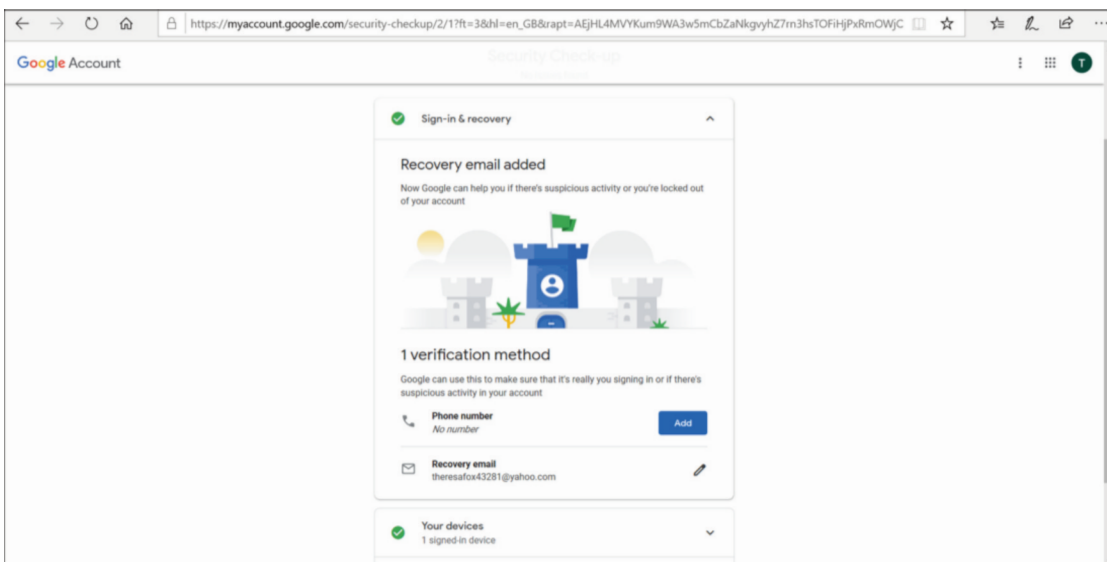 https://myaccount.google.com/security-checkup/2/1?ft=3&hl=en_GB&rapt=AEjHL4MVYKum9WA3w5mCbZaNkgvyhZ7rn3hsTOFiHjPxRmOWjC
Google Account
Security Check-up
T
Sign-in & recovery
Recovery email added
Now Google can help you if there's suspicious activity or you're locked out
of your account
1 verification method
Google can use this to make sure that it's really you signing in or if there's
suspicious activity in your account
Phone number
Add
No number
Recovery email
theresafox43281@yahoo.com
Your devices
1 signed-in device